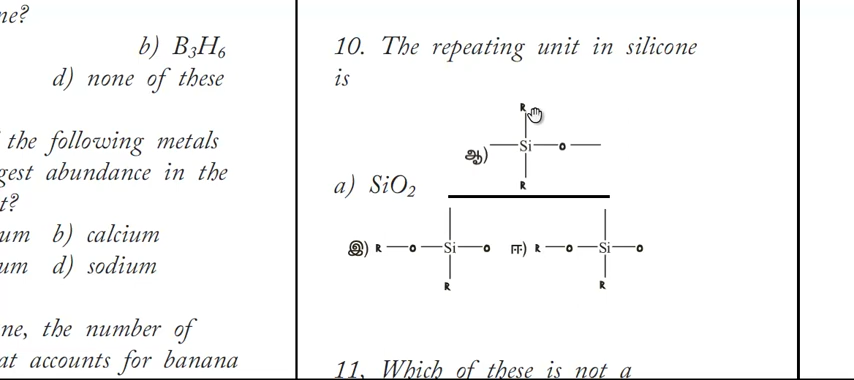 ne?
b) B₃H₆
d) none of these
the following metals
gest abundance in the
t?
um b) calcium
um d) sodium
ne, the number of
at accounts for banana
10. The repeating unit in silicone
is
a) SiO₂
ஆ) R Si o R
இ) R o Si o R
ஈ) R o Si o R
11. Which of these is not a